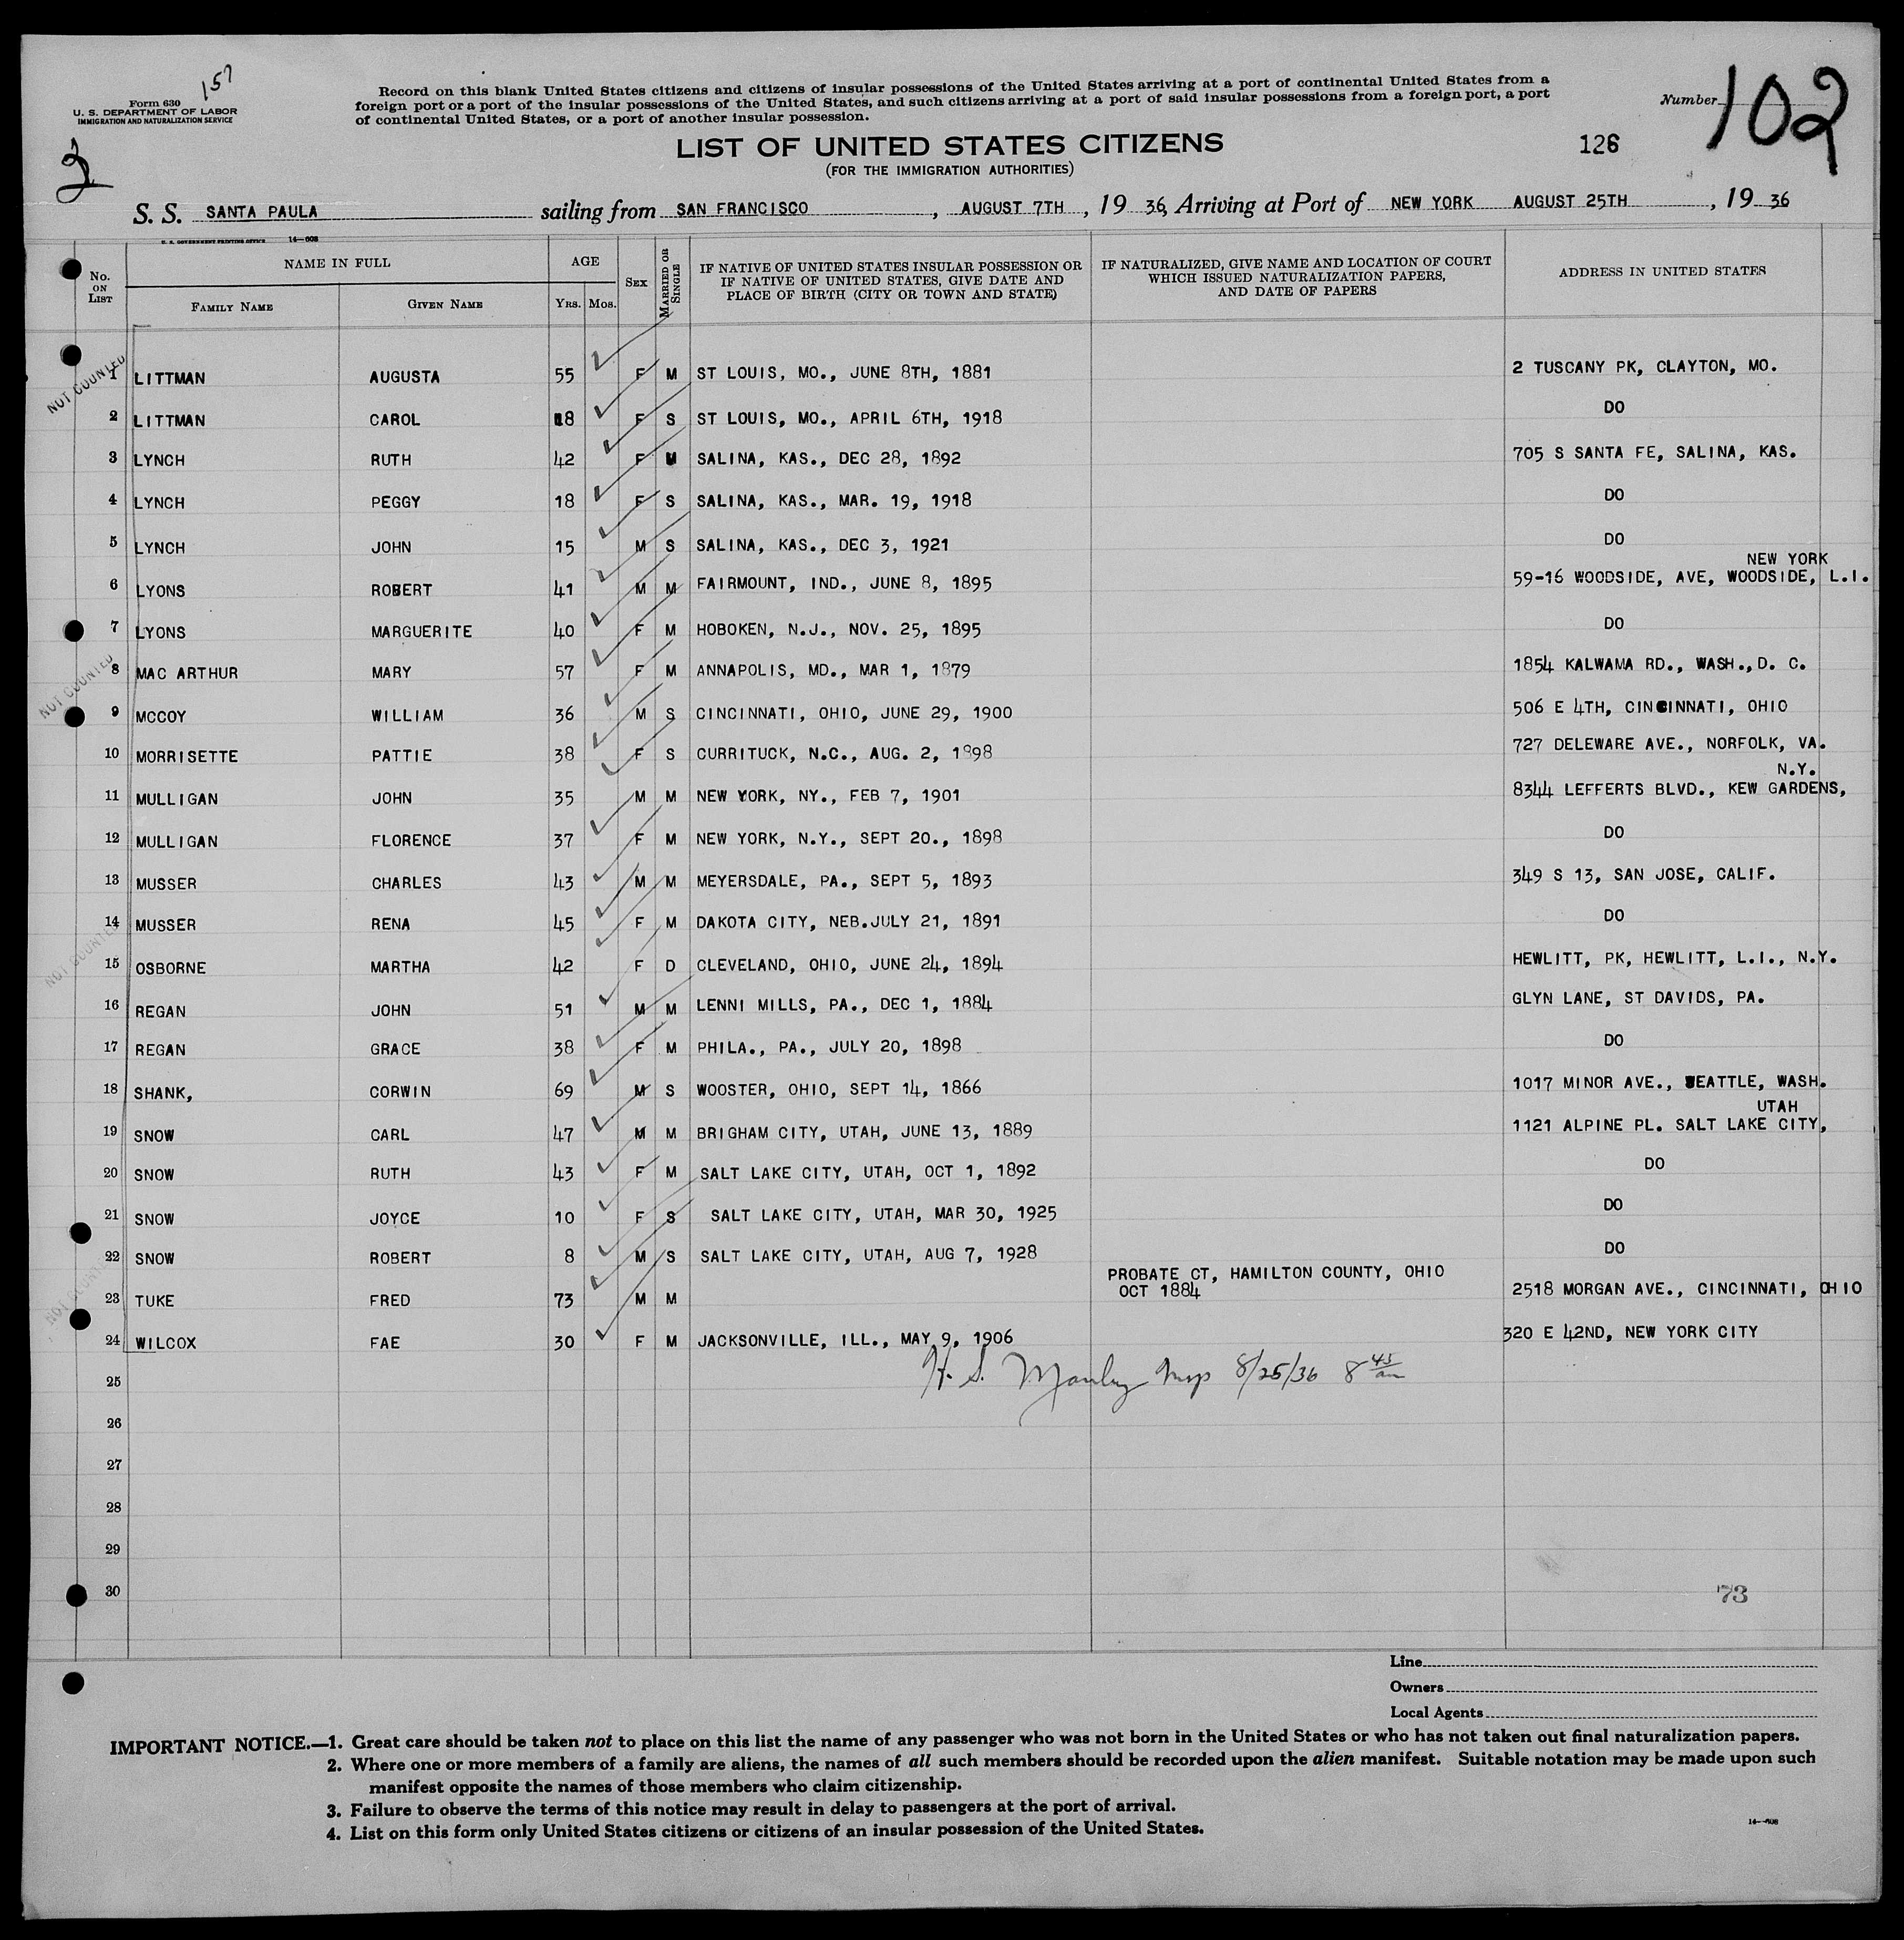 Form 630
U. S. DEPARTMENT OF LABOR
IMMIGRATION AND NATURALIZATION SERVICE
157
2
Record on this blank United States citizens and citizens of insular possessions of the United States arriving at a port of continental United States from a
foreign port or a port of the insular possessions of the United States, and such citizens arriving at a port of said insular possessions from a foreign port, a port
of continental United States, or a port of another insular possession.
Number 102
LIST OF UNITED STATES CITIZENS
126
(FOR THE IMMIGRATION AUTHORITIES)
S. S. SANTA PAULA sailing from SAN FRANCISCO, AUGUST 7TH, 19 36, Arriving at Port of NEW YORK AUGUST 25TH, 19 36
U. S. GOVERNMENT PRINTING OFFICE 14—608
No. ON LIST
NAME IN FULL
FAMILY NAME
GIVEN NAME
AGE
YRS. MOS.
SEX
MARRIED OR SINGLE
IF NATIVE OF UNITED STATES INSULAR POSSESSION OR
IF NATIVE OF UNITED STATES, GIVE DATE AND
PLACE OF BIRTH (CITY OR TOWN AND STATE)
IF NATURALIZED, GIVE NAME AND LOCATION OF COURT
WHICH ISSUED NATURALIZATION PAPERS,
AND DATE OF PAPERS
ADDRESS IN UNITED STATES
NOT COUNTED
1 LITTMAN AUGUSTA 55 F M ST LOUIS, MO., JUNE 8TH, 1881 2 TUSCANY PK, CLAYTON, MO.
2 LITTMAN CAROL 18 F S ST LOUIS, MO., APRIL 6TH, 1918 DO
3 LYNCH RUTH 42 F M SALINA, KAS., DEC 28, 1892 705 S SANTA FE, SALINA, KAS.
4 LYNCH PEGGY 18 F S SALINA, KAS., MAR. 19, 1918 DO
5 LYNCH JOHN 15 M S SALINA, KAS., DEC 3, 1921 DO
NEW YORK
6 LYONS ROBERT 41 M M FAIRMOUNT, IND., JUNE 8, 1895 59-16 WOODSIDE, AVE, WOODSIDE, L.I.
7 LYONS MARGUERITE 40 F M HOBOKEN, N.J., NOV. 25, 1895 DO
NOT COUNTED
8 MAC ARTHUR MARY 57 F M ANNAPOLIS, MD., MAR 1, 1879 1854 KALWAMA RD., WASH., D. C.
9 MCCOY WILLIAM 36 M S CINCINNATI, OHIO, JUNE 29, 1900 506 E 4TH, CINCINNATI, OHIO
10 MORRISETTE PATTIE 38 F S CURRITUCK, N.C., AUG. 2, 1898 727 DELEWARE AVE., NORFOLK, VA.
N.Y.
11 MULLIGAN JOHN 35 M M NEW YORK, NY., FEB 7, 1901 8344 LEFFERTS BLVD., KEW GARDENS,
12 MULLIGAN FLORENCE 37 F M NEW YORK, N.Y., SEPT 20., 1898 DO
13 MUSSER CHARLES 43 M M MEYERSDALE, PA., SEPT 5, 1893 349 S 13, SAN JOSE, CALIF.
14 MUSSER RENA 45 F M DAKOTA CITY, NEB.JULY 21, 1891 DO
NOT COUNTED
15 OSBORNE MARTHA 42 F D CLEVELAND, OHIO, JUNE 24, 1894 HEWLITT, PK, HEWLITT, L.I., N.Y.
16 REGAN JOHN 51 M M LENNI MILLS, PA., DEC 1, 1884 GLYN LANE, ST DAVIDS, PA.
17 REGAN GRACE 38 F M PHILA., PA., JULY 20, 1898 DO
18 SHANK, CORWIN 69 M S WOOSTER, OHIO, SEPT 14, 1866 1017 MINOR AVE., SEATTLE, WASH.
UTAH
19 SNOW CARL 47 M M BRIGHAM CITY, UTAH, JUNE 13, 1889 1121 ALPINE PL. SALT LAKE CITY,
20 SNOW RUTH 43 F M SALT LAKE CITY, UTAH, OCT 1, 1892 DO
21 SNOW JOYCE 10 F S SALT LAKE CITY, UTAH, MAR 30, 1925 DO
22 SNOW ROBERT 8 M S SALT LAKE CITY, UTAH, AUG 7, 1928 DO
NOT COUNTED
PROBATE CT, HAMILTON COUNTY, OHIO
23 TUKE FRED 73 M M OCT 1884 2518 MORGAN AVE., CINCINNATI, OHIO
24 WILCOX FAE 30 F M JACKSONVILLE, ILL., MAY 9, 1906 320 E 42ND, NEW YORK CITY
25 H. S. 8/25/36 8 45 am
26
27
28
29
30
73
Line
Owners
Local Agents
IMPORTANT NOTICE.—1. Great care should be taken not to place on this list the name of any passenger who was not born in the United States or who has not taken out final naturalization papers.
2. Where one or more members of a family are aliens, the names of all such members should be recorded upon the alien manifest. Suitable notation may be made upon such
manifest opposite the names of those members who claim citizenship.
3. Failure to observe the terms of this notice may result in delay to passengers at the port of arrival.
4. List on this form only United States citizens or citizens of an insular possession of the United States.
14—608